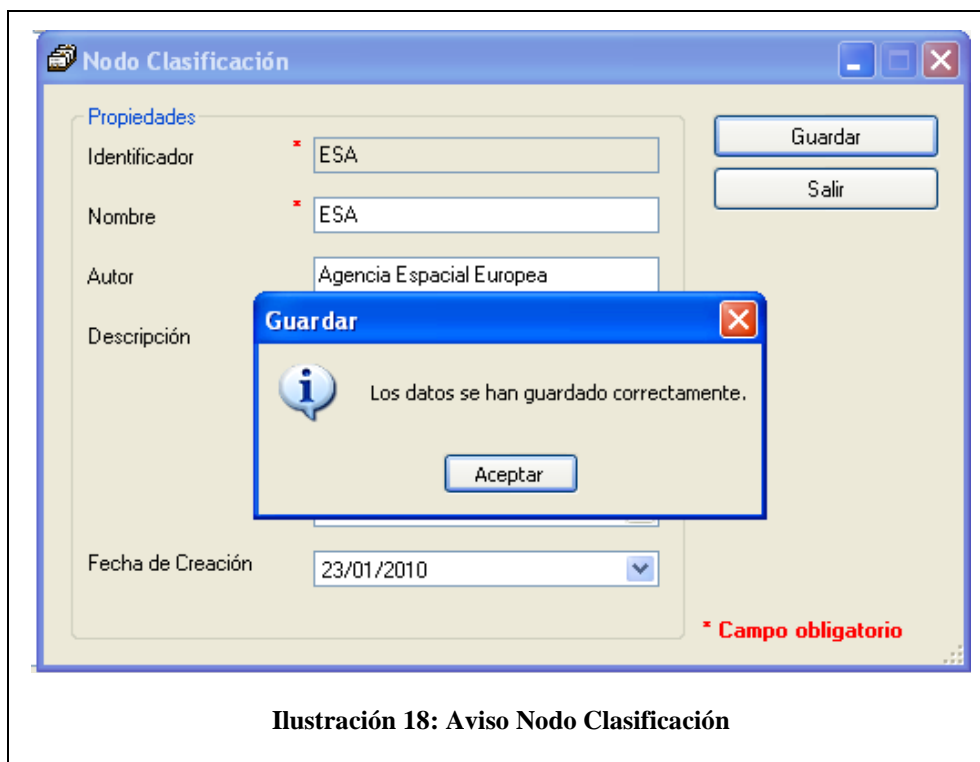 Nodo Clasificación
Propiedades
Identificador * ESA
Guardar
Salir
Nombre * ESA
Autor Agencia Espacial Europea
Descripción
Guardar
Los datos se han guardado correctamente.
Aceptar
Fecha de Creación 23/01/2010
* Campo obligatorio
Ilustración 18: Aviso Nodo Clasificación